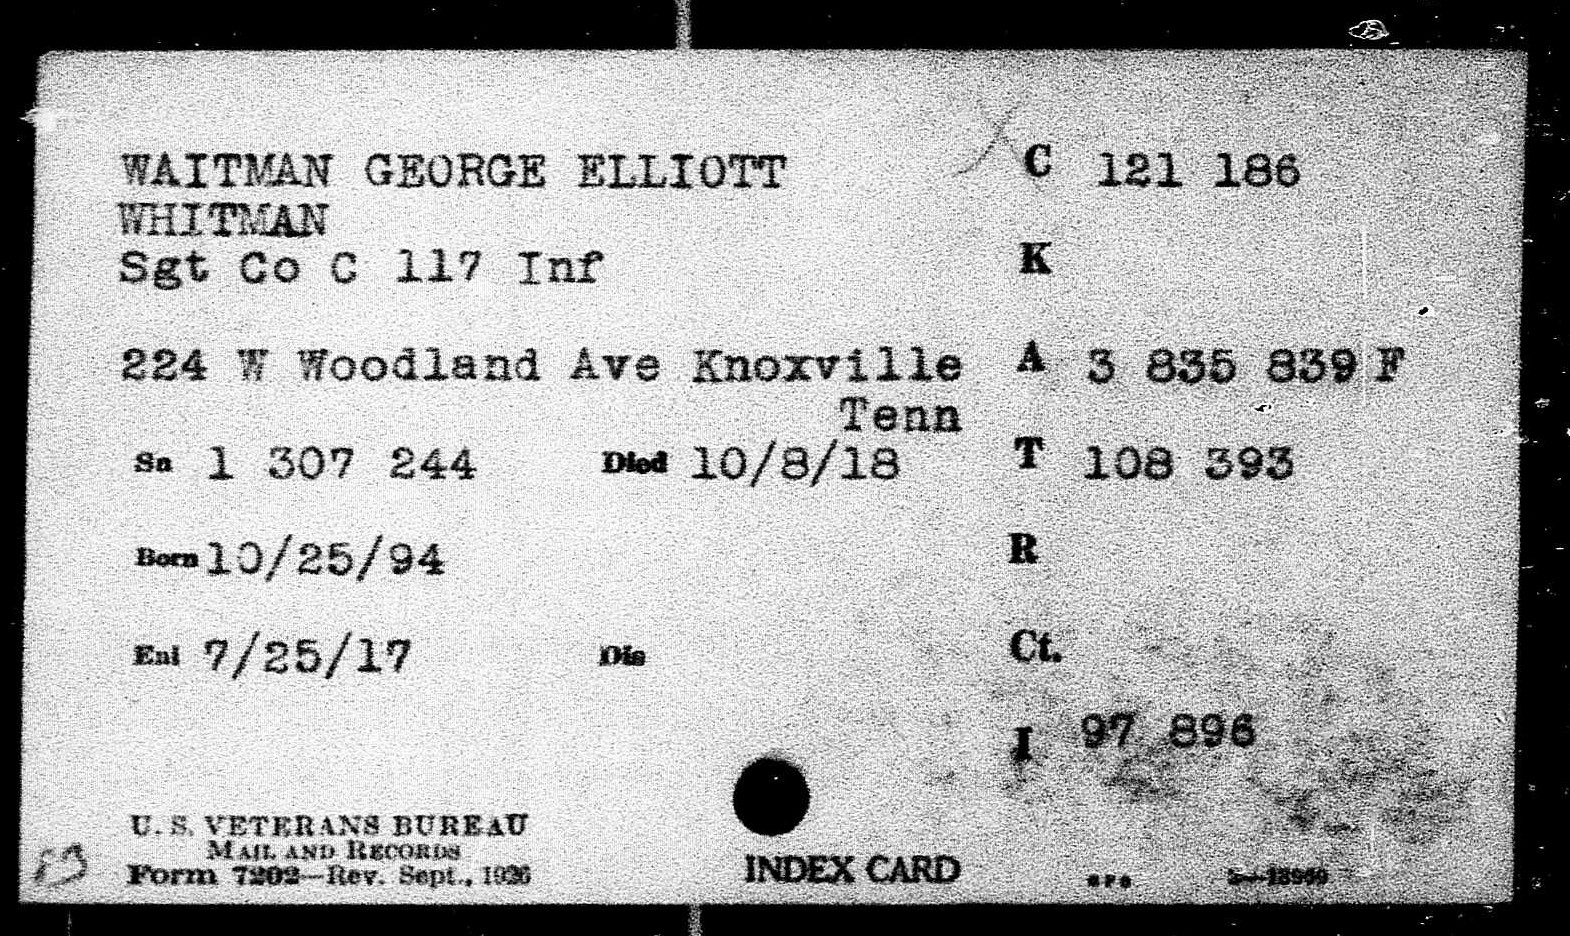 WAITMAN GEORGE ELLIOTT C 121 186
WHITMAN
Sgt Co C 117 Inf K
224 W Woodland Ave Knoxville A 3 835 839 F
Tenn
Sn 1 307 244 Died 10/8/18 T 108 393
Born 10/25/94 R
Enl 7/25/17 Dis Ct.
I 97 896
U. S. VETERANS BUREAU
MAIL AND RECORDS
Form 7202—Rev. Sept., 1926
INDEX CARD
GPO